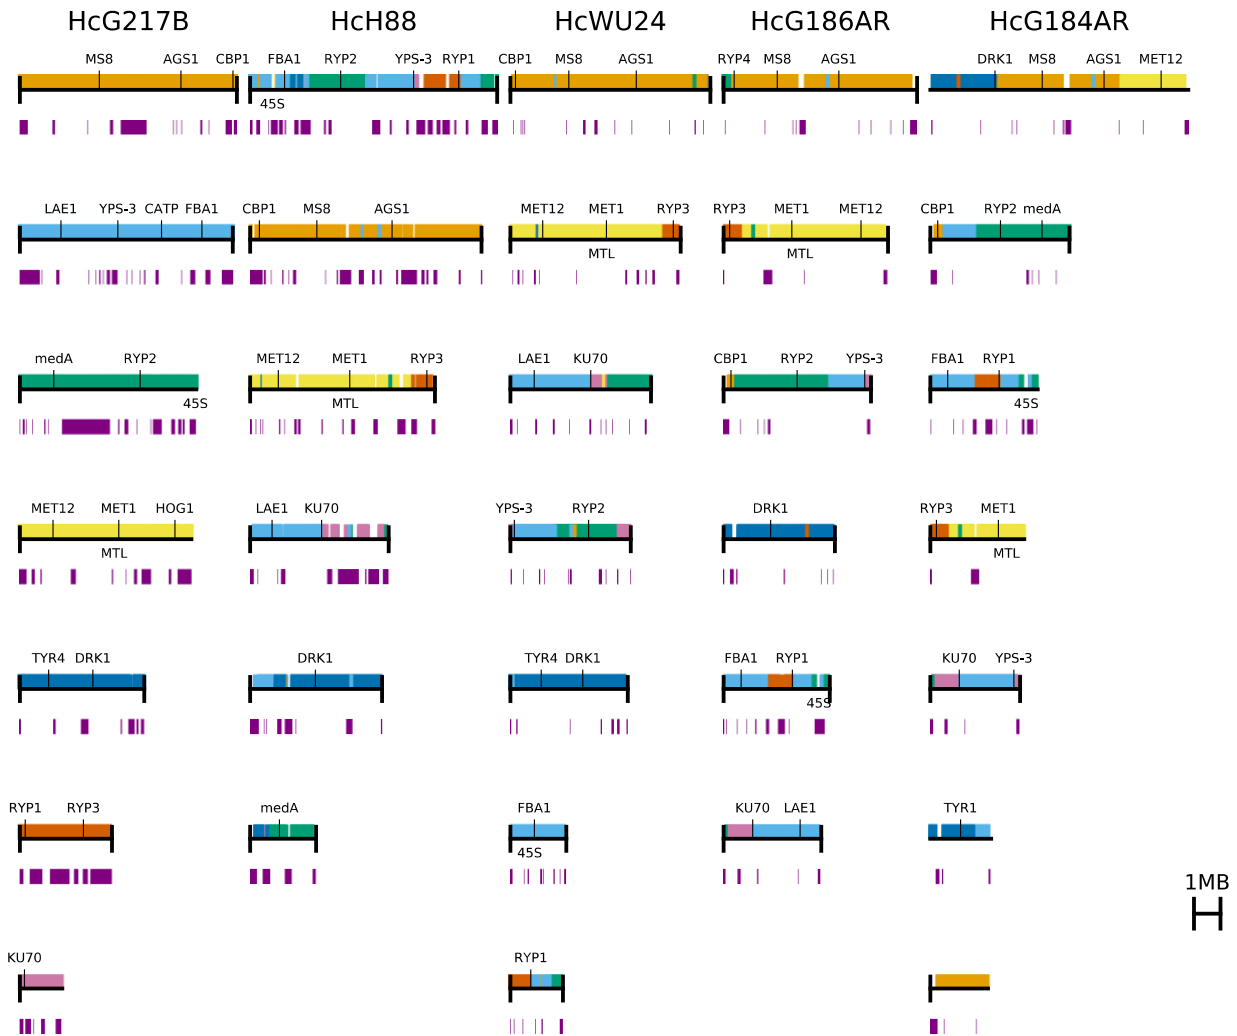 HcG217B HcH88 HcWU24 HcG186AR HcG184AR
MS8 AGS1 CBP1 FBA1 RYP2 YPS-3 RYP1 CBP1 MS8 AGS1 RYP4 MS8 AGS1 DRK1 MS8 AGS1 MET12
45S
LAE1 YPS-3 CATP FBA1 CBP1 MS8 AGS1 MET12 MET1 RYP3 RYP3 MET1 MET12 CBP1 RYP2 medA
MTL MTL
medA RYP2 MET12 MET1 RYP3 LAE1 KU70 CBP1 RYP2 YPS-3 FBA1 RYP1
45S MTL 45S
MET12 MET1 HOG1 LAE1 KU70 YPS-3 RYP2 DRK1 RYP3 MET1
MTL MTL
TYR4 DRK1 DRK1 TYR4 DRK1 FBA1 RYP1 KU70 YPS-3
45S
RYP1 RYP3 medA FBA1 KU70 LAE1 TYR1
45S
1MB
KU70 RYP1